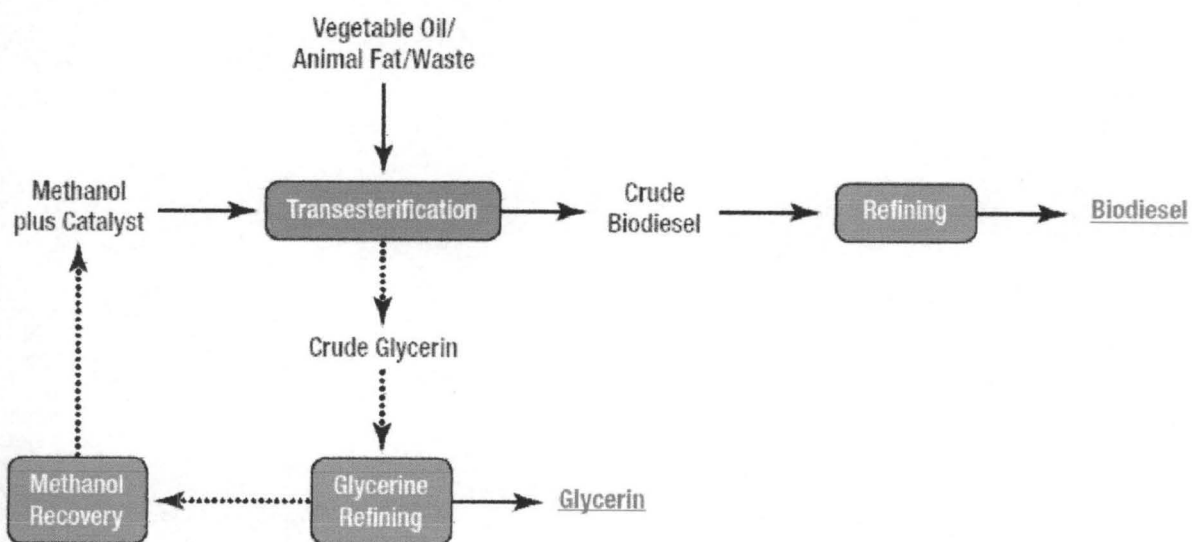 Vegetable Oil/
Animal Fat/Waste
Methanol
plus Catalyst
Transesterification
Crude
Biodiesel
Refining
Biodiesel
Crude Glycerin
Methanol
Recovery
Glycerine
Refining
Glycerin